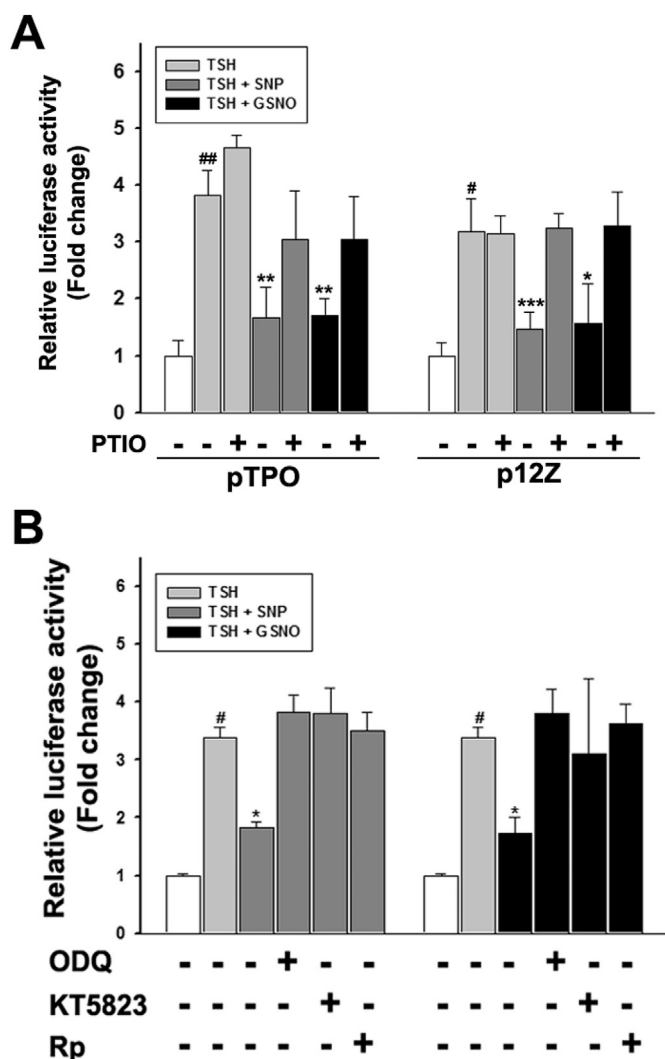 A
Relative luciferase activity
(Fold change)
6
5
4
3
2
1
0
TSH
TSH + SNP
TSH + GSNO
##
**
**
#
***
*
PTIO - - + - + - + - - + - + - +
pTPO p12Z
B
Relative luciferase activity
(Fold change)
6
5
4
3
2
1
0
TSH
TSH + SNP
TSH + GSNO
#
*
#
*
ODQ - - - + - - - - - + - -
KT5823 - - - - + - - - - - + -
Rp - - - - - + - - - - - +